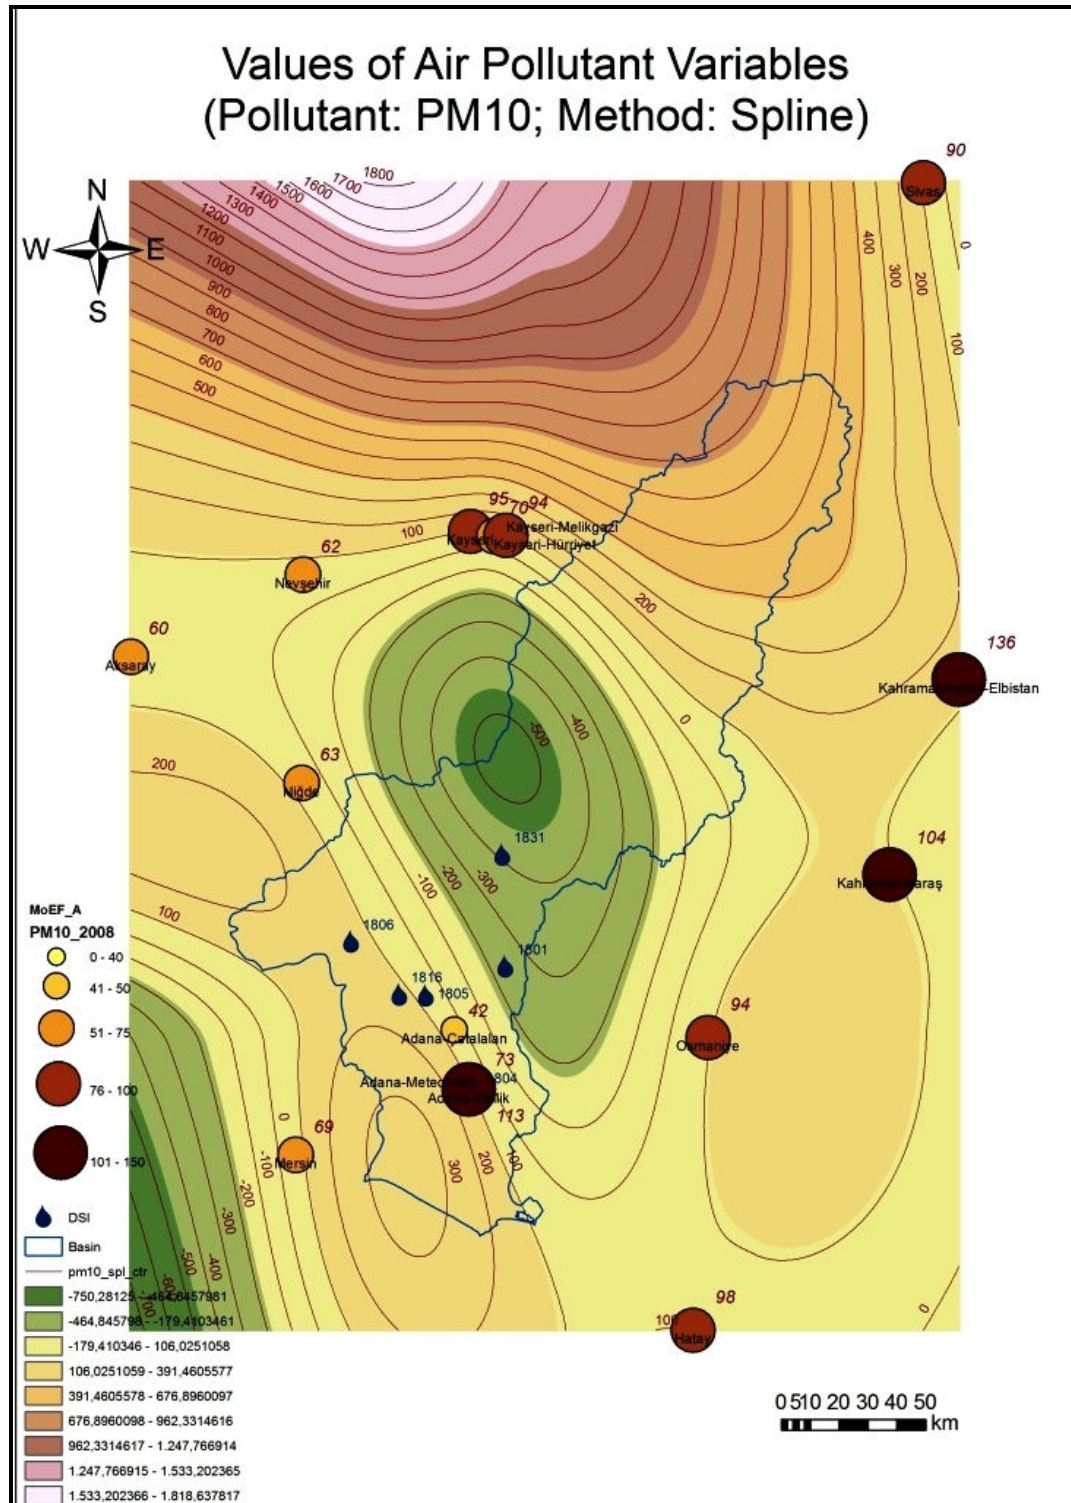 Values of Air Pollutant Variables
(Pollutant: PM10; Method: Spline)
N
W E
S
90
Sivas
1800
1700
1600
1500
1400
1300
1200
1100
1000
900
800
700
600
500
400
300
200
100
0
95 70 94
Kayseri-Melikgazi
Kayseri Kayseri-Hürriyet
100
62
Nevşehir
200
60
Aksaray
136
Elbistan
0
-500
-400
63
Niğde
200
1831
104
-100
-200
-300
100
1806
1801
1816
1805
42
Adana-Çatalalan
94
Osmaniye
73
804
113
69
Mersin
0
-100
-200
-300
-400
-500
300
200
100
98
Hatay
100
0
MoEF_A
PM10_2008
0 - 40
41 - 50
51 - 75
76 - 100
101 - 150
DSI
Basin
pm10_spl_ctr
-464,845798 - -179,4103461
-179,410346 - 106,0251058
106,0251059 - 391,4605577
391,4605578 - 676,8960097
676,8960098 - 962,3314616
962,3314617 - 1.247,766914
1.247,766915 - 1.533,202365
1.533,202366 - 1.818,637817
0 5 10 20 30 40 50
km